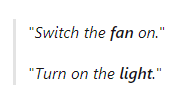 "Switch the fan on."
"Turn on the light."